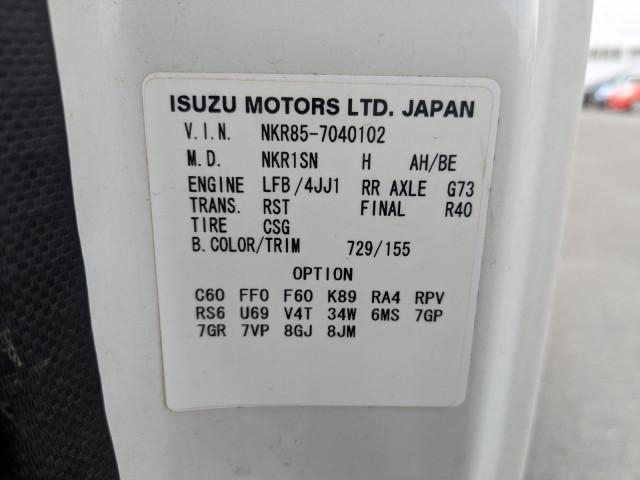 ISUZU MOTORS LTD. JAPAN
V.I.N. NKR85-7040102
M.D. NKR1SN H AH/BE
ENGINE LFB/4JJ1 RR AXLE G73
TRANS. RST FINAL R40
TIRE CSG
B.COLOR/TRIM 729/155
OPTION
C60 FF0 F60 K89 RA4 RPV
RS6 U69 V4T 34W 6MS 7GP
7GR 7VP 8GJ 8JM